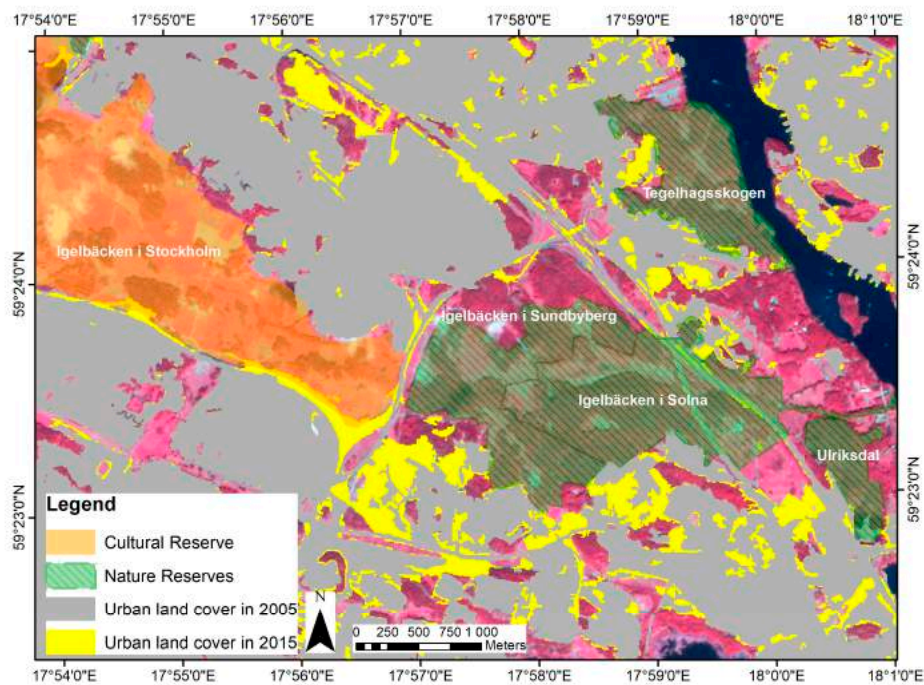 17°54'0"E 17°55'0"E 17°56'0"E 17°57'0"E 17°58'0"E 17°59'0"E 18°0'0"E 18°1'0"E
Tegelhagsskogen
Igelbäcken i Stockholm
59°24'0"N
59°24'0"N
Igelbäcken i Sundbyberg
Igelbäcken i Solna
Ulriksdal
59°23'0"N
59°23'0"N
Legend
Cultural Reserve
Nature Reserves
Urban land cover in 2005
Urban land cover in 2015
N
0 250 500 750 1 000
Meters
17°54'0"E 17°55'0"E 17°56'0"E 17°57'0"E 17°58'0"E 17°59'0"E 18°0'0"E 18°1'0"E